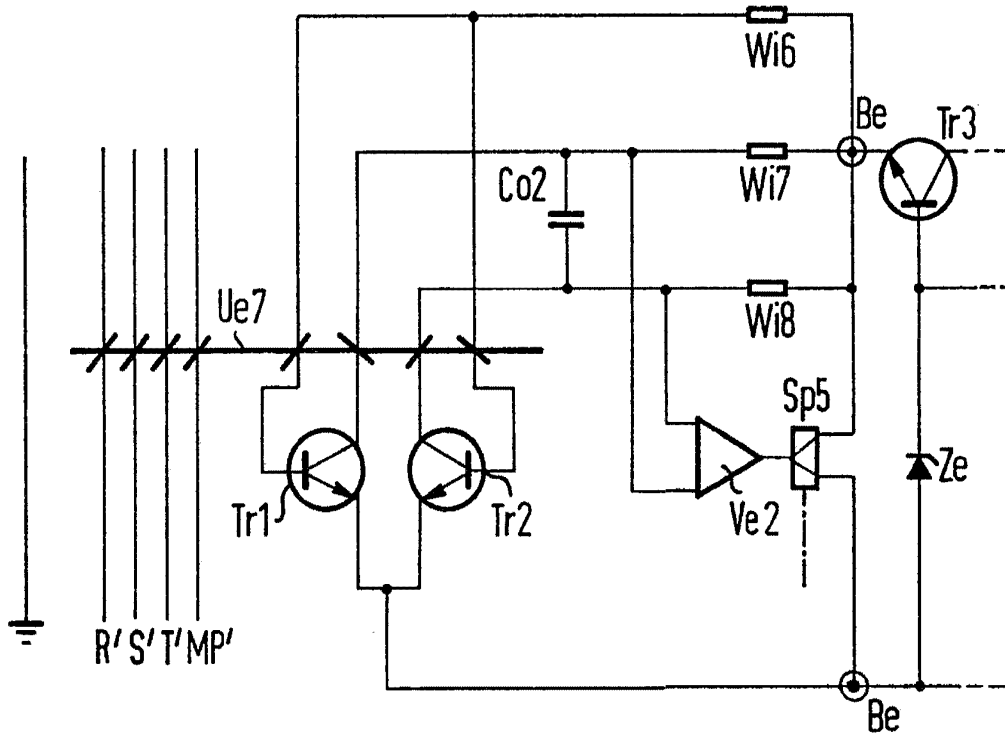 Wi6
Be
Tr3
Co2
Wi7
Ue7
Wi8
Sp5
Ze
Tr1
Tr2
Ve2
R' S' T' MP'
Be